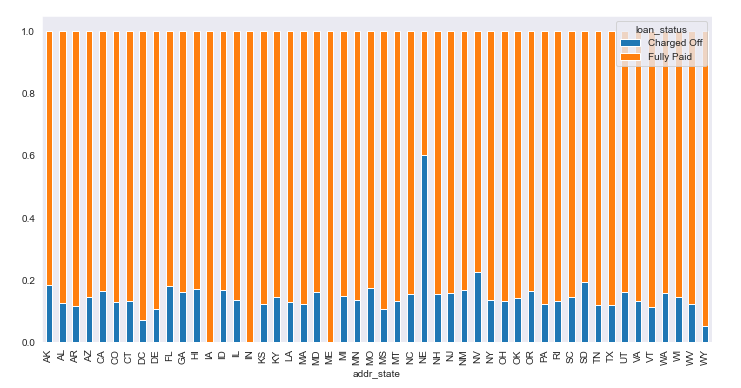 loan_status
Charged Off
Fully Paid
1.0
0.8
0.6
0.4
0.2
0.0
AK AL AR AZ CA CO CT DC DE FL GA HI IA ID IL IN KS KY LA MA MD ME MI MN MO MS MT NC NE NH NJ NM NV NY OH OK OR PA RI SC SD TN TX UT VA VT WA WI WV WY
addr_state